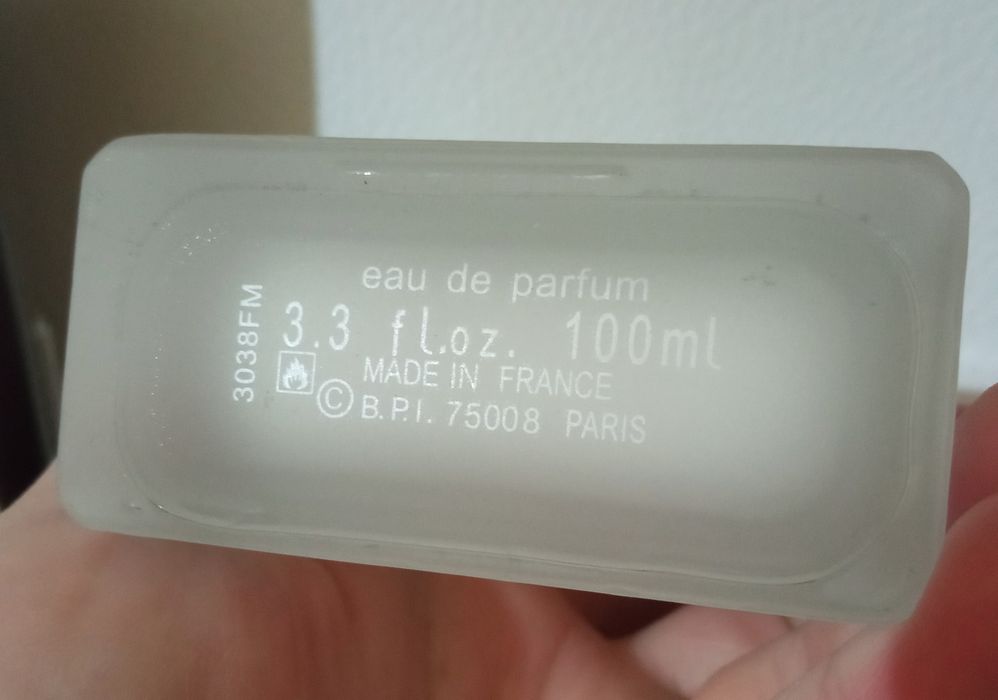 eau de parfum
3.3 fl.oz. 100ml
MADE IN FRANCE
© B.P.I. 75008 PARIS
3038FM